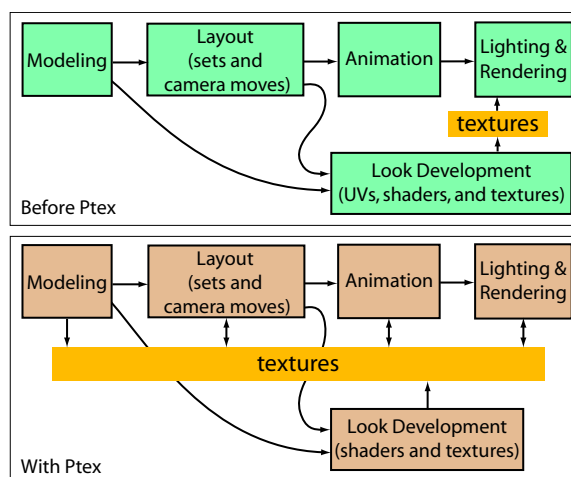 Modeling
Layout
(sets and
camera moves)
Animation
Lighting &
Rendering
textures
Look Development
(UVs, shaders, and textures)
Before Ptex
Modeling
Layout
(sets and
camera moves)
Animation
Lighting &
Rendering
textures
Look Development
(shaders and textures)
With Ptex